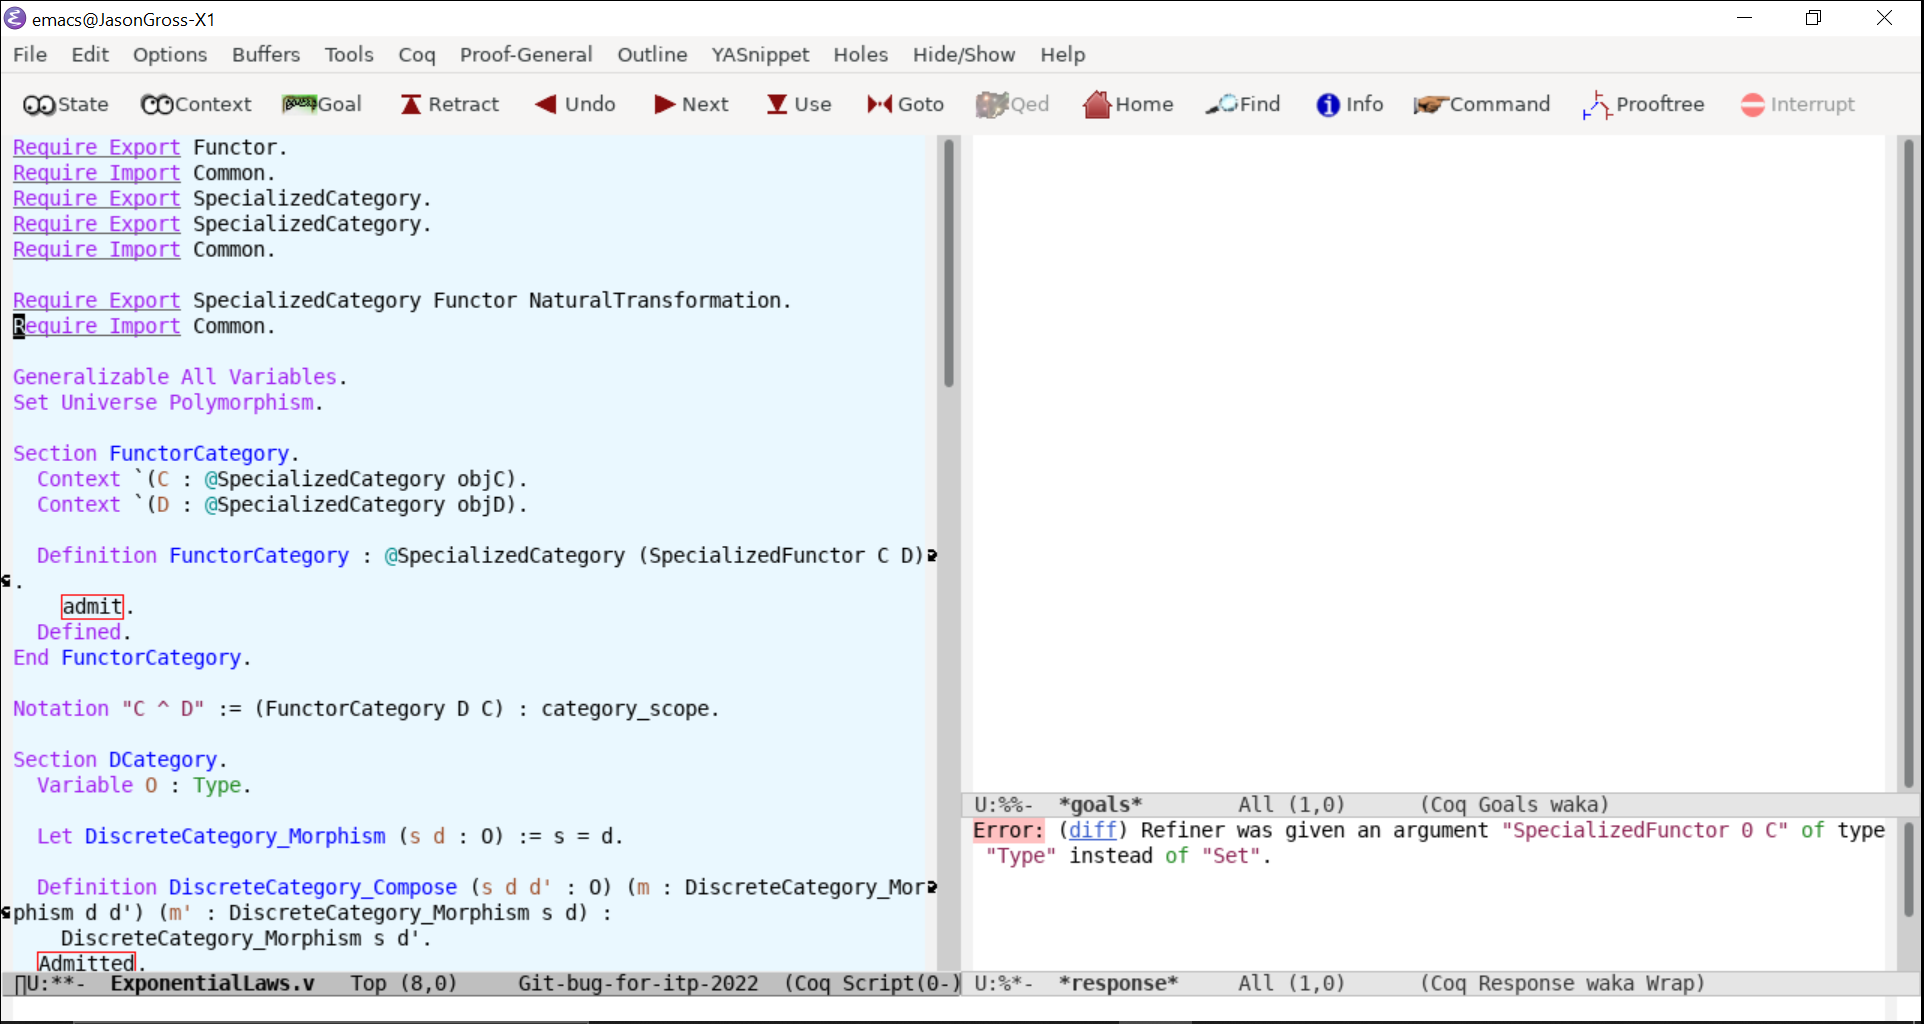 emacs@JasonGross-X1
File Edit Options Buffers Tools Coq Proof-General Outline YASnippet Holes Hide/Show Help
State Context Goal Retract Undo Next Use Goto Qed Home Find Info Command Prooftree Interrupt
Require Export Functor.
Require Import Common.
Require Export SpecializedCategory.
Require Export SpecializedCategory.
Require Import Common.
Require Export SpecializedCategory Functor NaturalTransformation.
Require Import Common.
Generalizable All Variables.
Set Universe Polymorphism.
Section FunctorCategory.
Context `(C : @SpecializedCategory objC).
Context `(D : @SpecializedCategory objD).
Definition FunctorCategory : @SpecializedCategory (SpecializedFunctor C D)
.
admit.
Defined.
End FunctorCategory.
Notation "C ^ D" := (FunctorCategory D C) : category_scope.
Section DCategory.
Variable O : Type.
Let DiscreteCategory_Morphism (s d : O) := s = d.
Definition DiscreteCategory_Compose (s d d' : O) (m : DiscreteCategory_Mor
phism d d') (m' : DiscreteCategory_Morphism s d) :
DiscreteCategory_Morphism s d'.
Admitted.
U:**- ExponentialLaws.v Top (8,0) Git-bug-for-itp-2022 (Coq Script(0-)
U:%%- *goals* All (1,0) (Coq Goals waka)
Error: (diff) Refiner was given an argument "SpecializedFunctor 0 C" of type
"Type" instead of "Set".
U:%*- *response* All (1,0) (Coq Response waka Wrap)